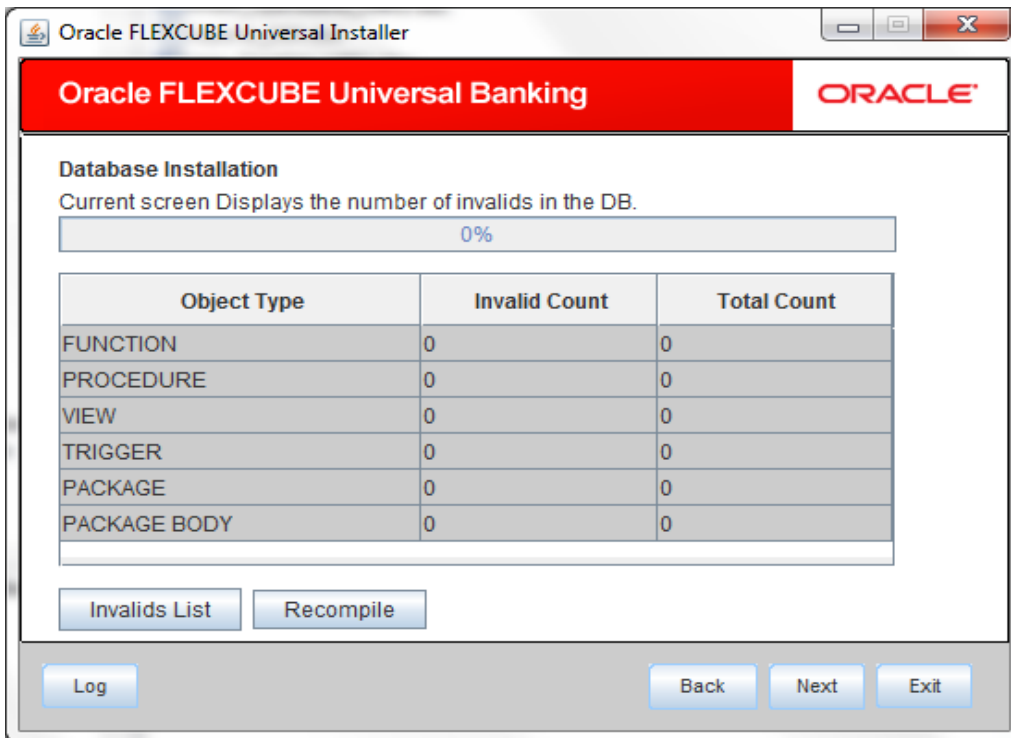 Oracle FLEXCUBE Universal Installer
Oracle FLEXCUBE Universal Banking
ORACLE
Database Installation
Current screen Displays the number of invalids in the DB.
0%
Object Type Invalid Count Total Count
FUNCTION 0 0
PROCEDURE 0 0
VIEW 0 0
TRIGGER 0 0
PACKAGE 0 0
PACKAGE BODY 0 0
Invalids List Recompile
Log Back Next Exit